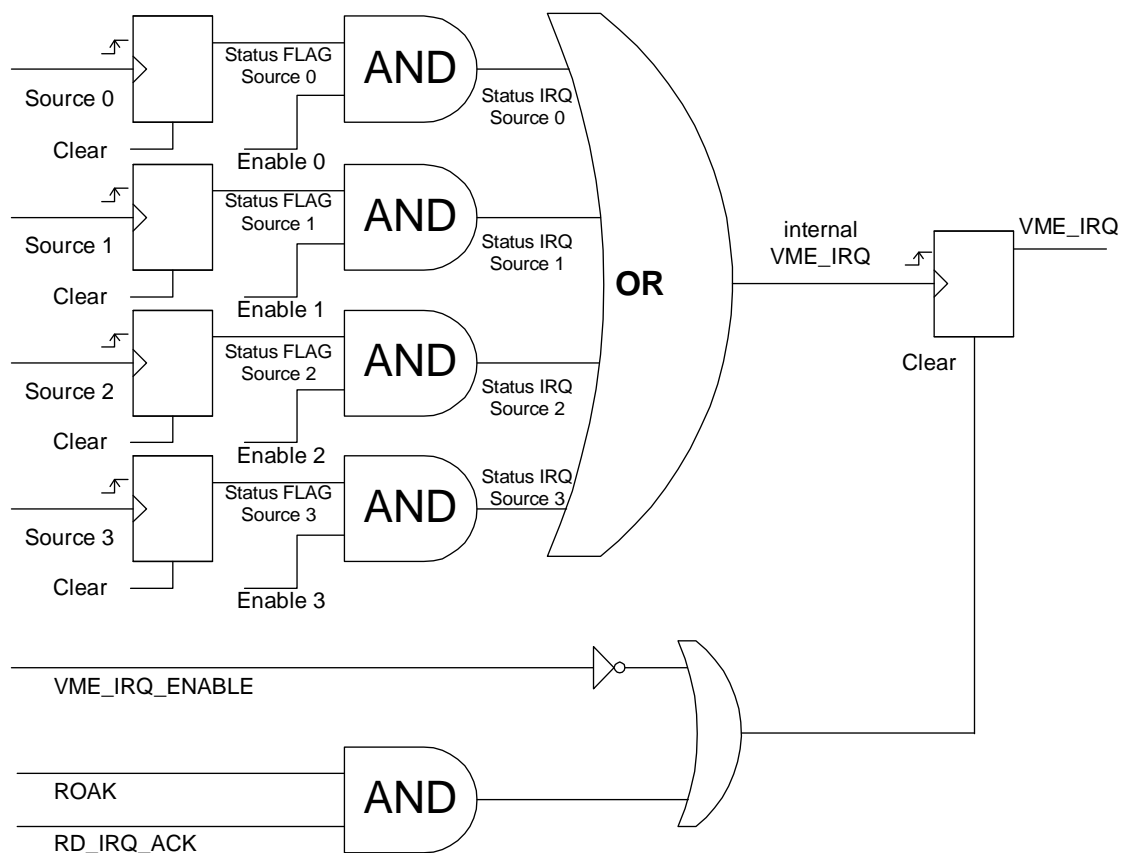 Status FLAG
Source 0
AND
Source 0
Status IRQ
Source 0
Clear
Enable 0
Status FLAG
Source 1
AND
Source 1
Status IRQ
Source 1
Clear
Enable 1
internal
VME_IRQ
VME_IRQ
OR
Status FLAG
Source 2
AND
Source 2
Status IRQ
Source 2
Clear
Enable 2
Clear
Status FLAG
Source 3
AND
Status IRQ
Source 3
Source 3
Clear
Enable 3
VME_IRQ_ENABLE
ROAK
AND
RD_IRQ_ACK